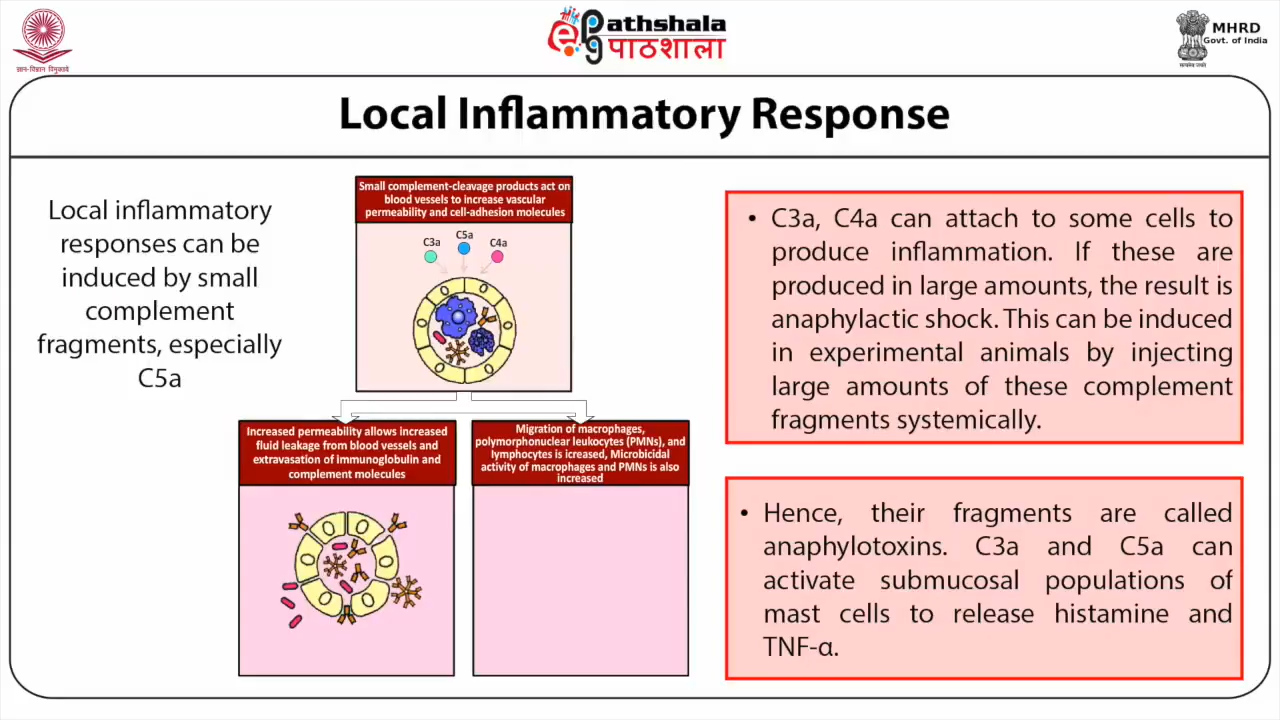 ज्ञान-विज्ञान विमुक्तये
ePg
athshala
पाठशाला
MHRD
Govt. of India
सत्यमेव जयते
Local Inflammatory Response
Local inflammatory
responses can be
induced by small
complement
fragments, especially
C5a
Small complement-cleavage products act on
blood vessels to increase vascular
permeability and cell-adhesion molecules
C3a
C5a
C4a
Increased permeability allows increased
fluid leakage from blood vessels and
extravasation of immunoglobulin and
complement molecules
Migration of macrophages,
polymorphonuclear leukocytes (PMNs), and
lymphocytes is icreased, Microbicidal
activity of macrophages and PMNs is also
increased
• C3a, C4a can attach to some cells to
produce inflammation. If these are
produced in large amounts, the result is
anaphylactic shock. This can be induced
in experimental animals by injecting
large amounts of these complement
fragments systemically.
• Hence, their fragments are called
anaphylotoxins. C3a and C5a can
activate submucosal populations of
mast cells to release histamine and
TNF-α.